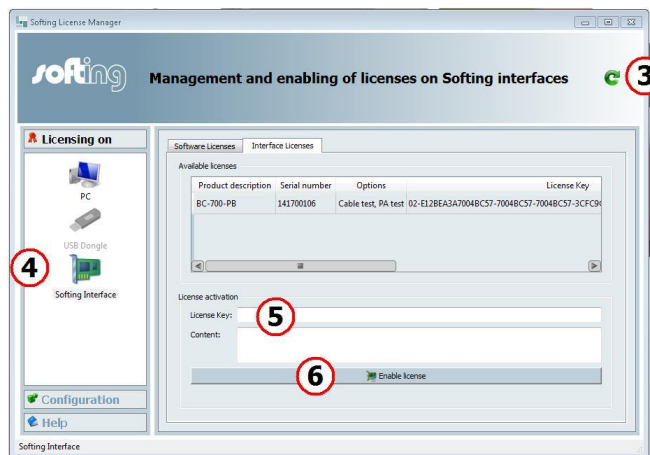 Softing License Manager
softing
Management and enabling of licenses on Softing interfaces
3
Licensing on
PC
USB Dongle
4
Softing Interface
Configuration
Help
Software Licenses Interface Licenses
Available licenses
Product description Serial number Options License Key
BC-700-PB 141700106 Cable test, PA test 02-E12BEA3A7004BC57-7004BC57-7004BC57-3CFC9
License activation
License Key:
5
Content:
6
Enable license
Softing Interface